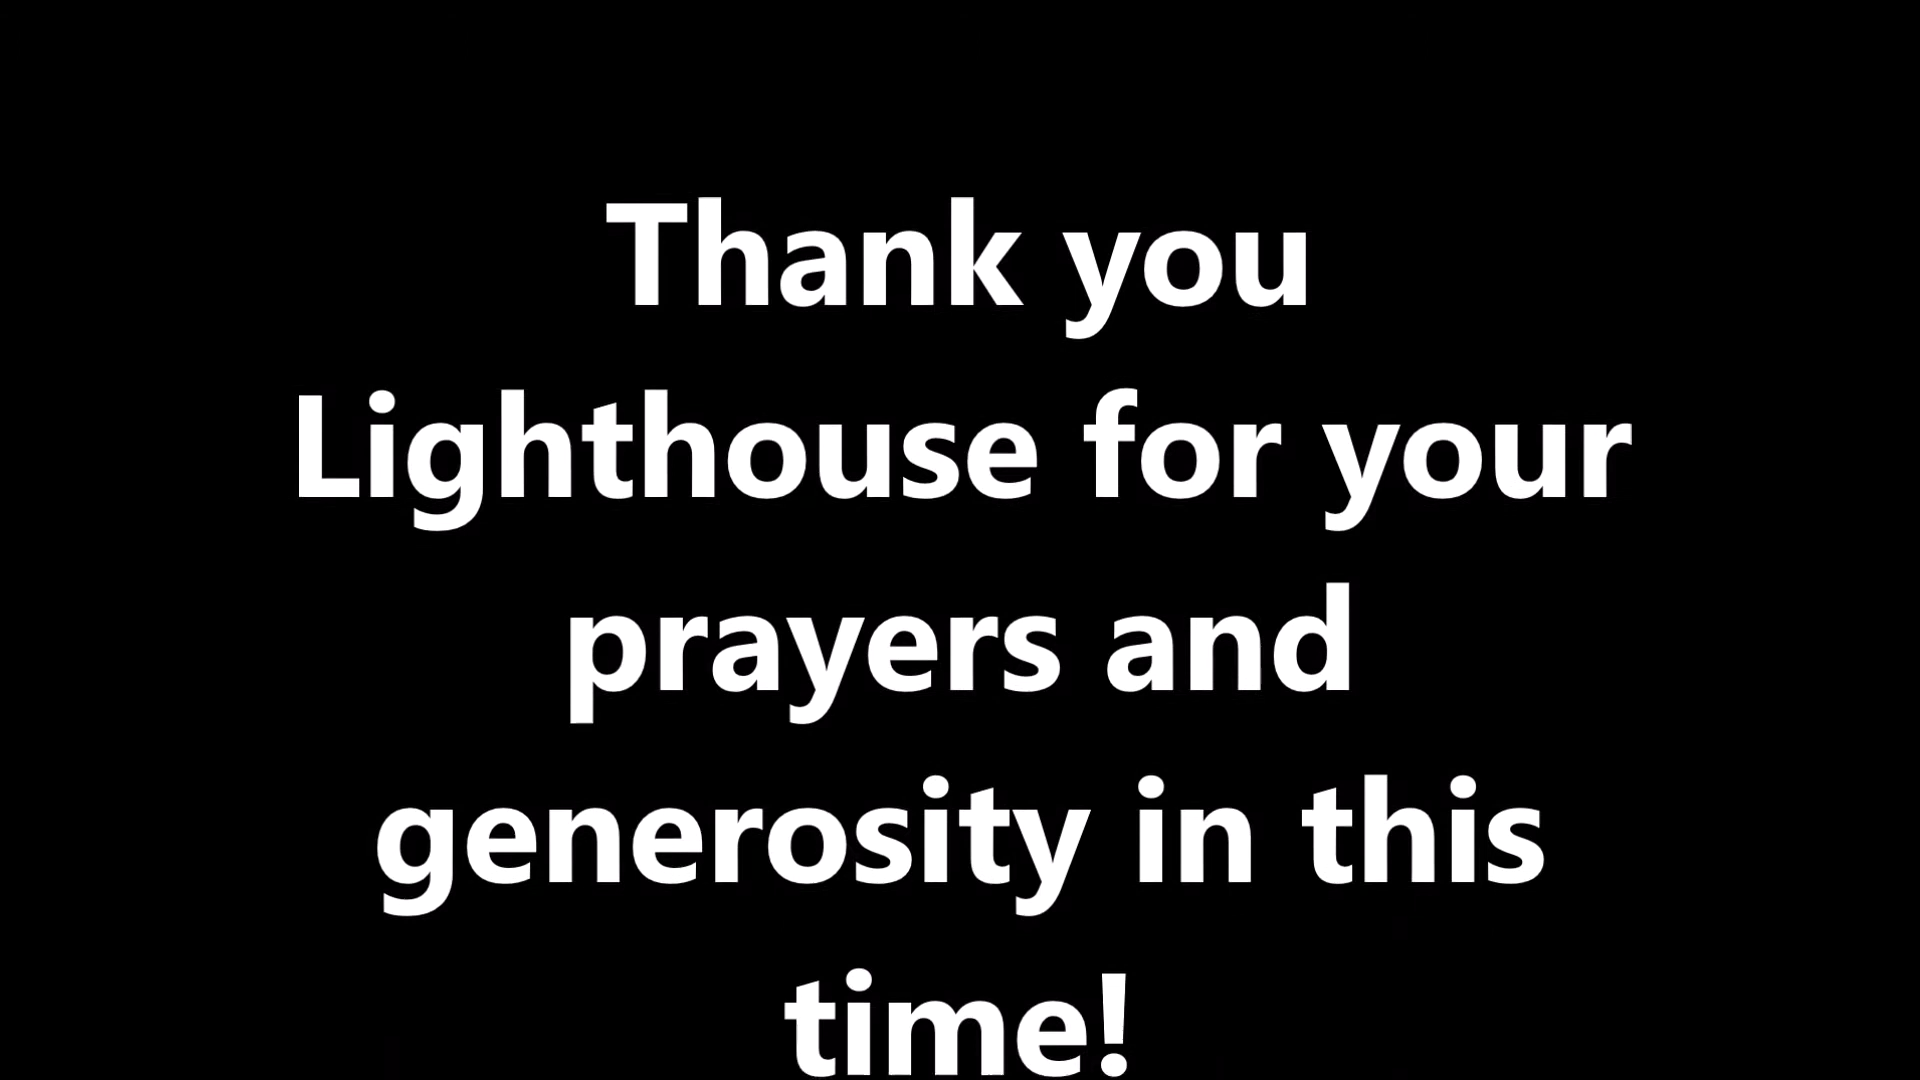 Thank you
Lighthouse for your
prayers and
generosity in this
time!